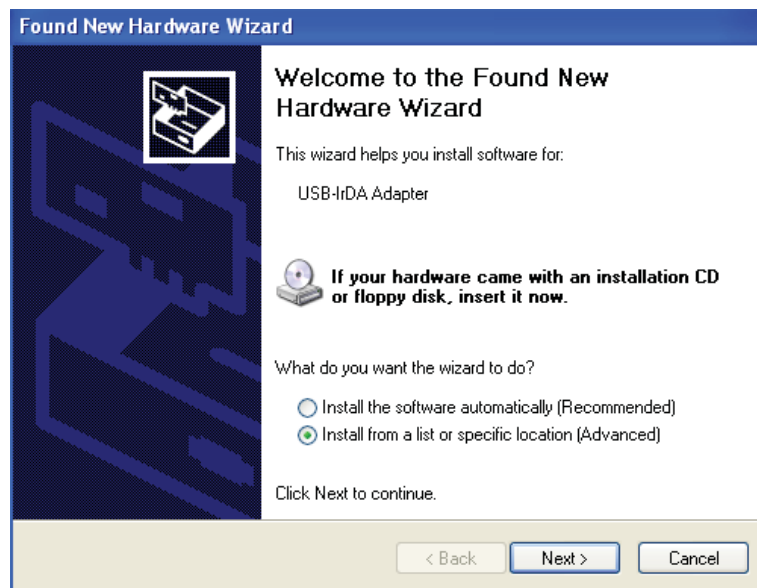 Found New Hardware Wizard
Welcome to the Found New
Hardware Wizard
This wizard helps you install software for:
USB-IrDA Adapter
If your hardware came with an installation CD
or floppy disk, insert it now.
What do you want the wizard to do?
Install the software automatically (Recommended)
Install from a list or specific location (Advanced)
Click Next to continue.
< Back
Next >
Cancel